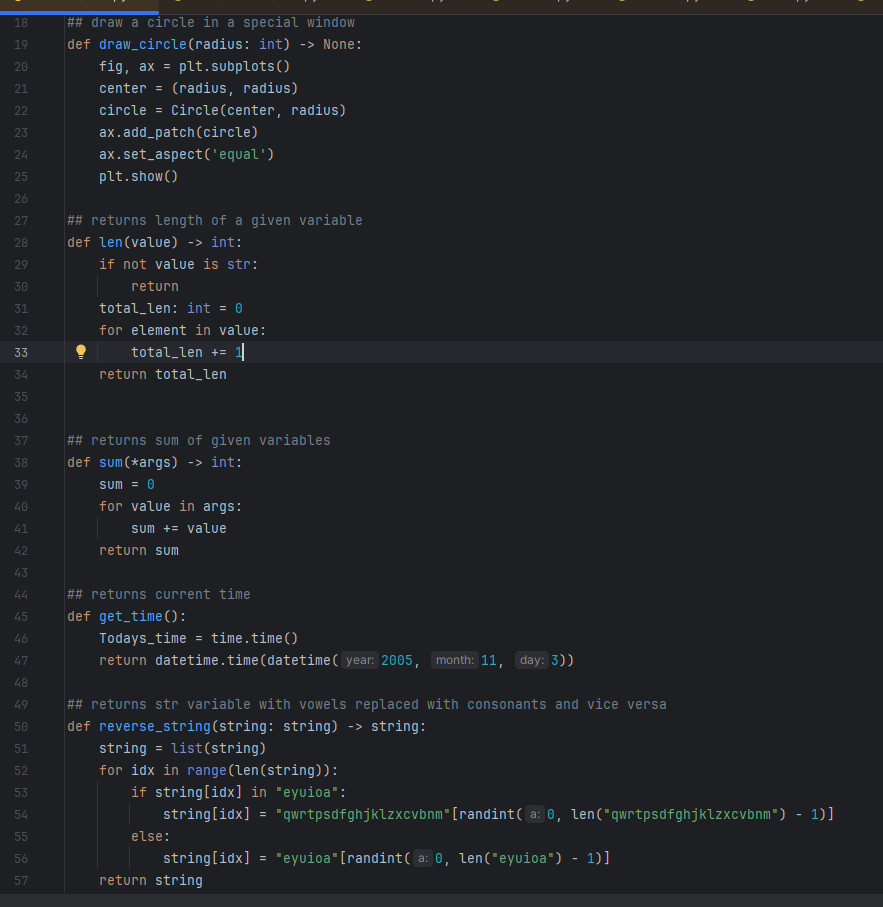 18 ## draw a circle in a special window
19 def draw_circle(radius: int) -> None:
20     fig, ax = plt.subplots()
21     center = (radius, radius)
22     circle = Circle(center, radius)
23     ax.add_patch(circle)
24     ax.set_aspect('equal')
25     plt.show()
26
27 ## returns length of a given variable
28 def len(value) -> int:
29     if not value is str:
30         return
31     total_len: int = 0
32     for element in value:
33         total_len += 1
34     return total_len
35
36
37 ## returns sum of given variables
38 def sum(*args) -> int:
39     sum = 0
40     for value in args:
41         sum += value
42     return sum
43
44 ## returns current time
45 def get_time():
46     Todays_time = time.time()
47     return datetime.time(datetime( year: 2005, month: 11, day: 3))
48
49 ## returns str variable with vowels replaced with consonants and vice versa
50 def reverse_string(string: string) -> string:
51     string = list(string)
52     for idx in range(len(string)):
53         if string[idx] in "eyuioa":
54             string[idx] = "qwrtpsdfghjklzxcvbnm"[randint( a: 0, len("qwrtpsdfghjklzxcvbnm") - 1)]
55         else:
56             string[idx] = "eyuioa"[randint( a: 0, len("eyuioa") - 1)]
57     return string